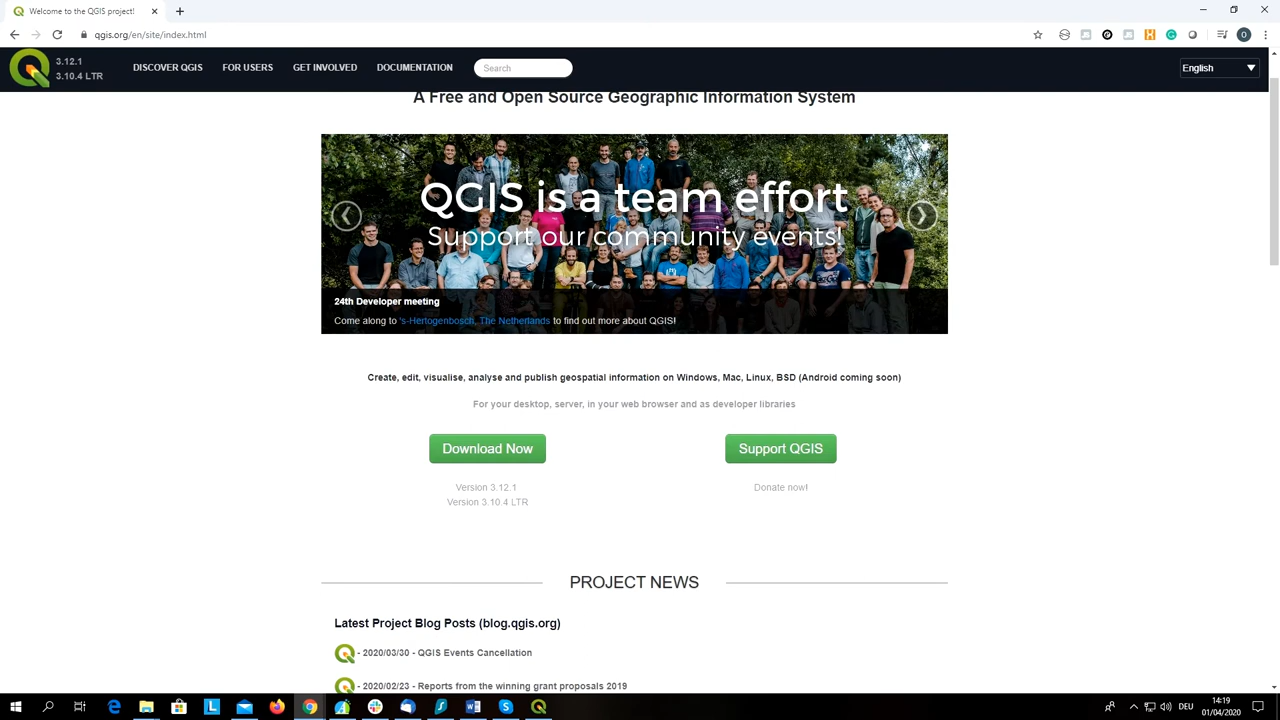 Welcome to the QGIS project!
qgis.org/en/site/index.html
3.12.1
3.10.4 LTR
DISCOVER QGIS
FOR USERS
GET INVOLVED
DOCUMENTATION
Search
English
A Free and Open Source Geographic Information System
QGIS is a team effort
Support our community events!
24th Developer meeting
Come along to 's-Hertogenbosch, The Netherlands to find out more about QGIS!
Create, edit, visualise, analyse and publish geospatial information on Windows, Mac, Linux, BSD (Android coming soon)
For your desktop, server, in your web browser and as developer libraries
Download Now
Support QGIS
Version 3.12.1
Donate now!
Version 3.10.4 LTR
PROJECT NEWS
Latest Project Blog Posts (blog.qgis.org)
- 2020/03/30 - QGIS Events Cancellation
- 2020/02/23 - Reports from the winning grant proposals 2019
DEU
14:19
01/04/2020